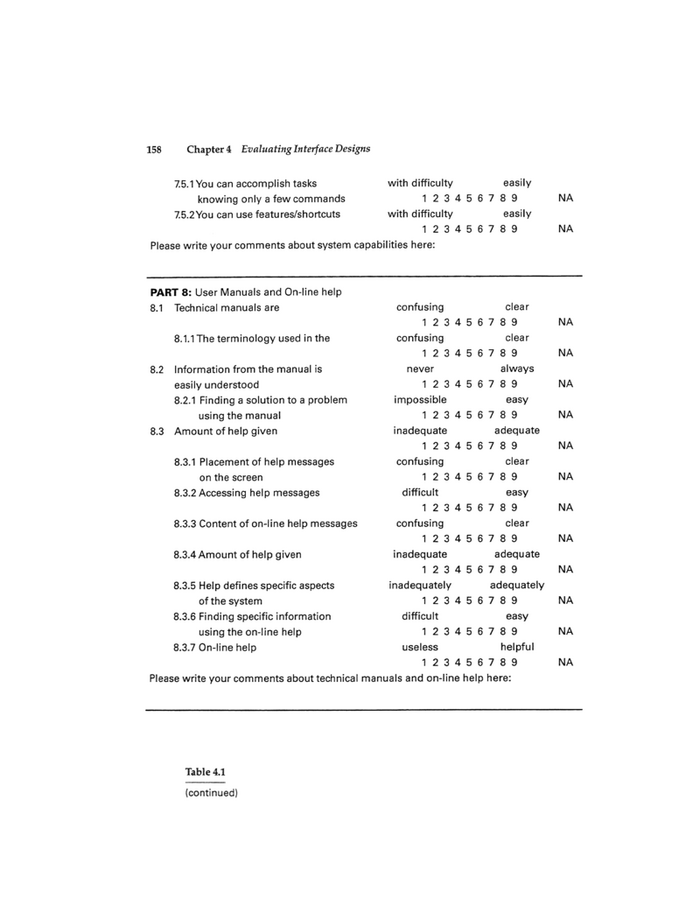 158 Chapter 4 Evaluating Interface Designs
7.5.1 You can accomplish tasks with difficulty easily
knowing only a few commands 1 2 3 4 5 6 7 8 9 NA
7.5.2 You can use features/shortcuts with difficulty easily
1 2 3 4 5 6 7 8 9 NA
Please write your comments about system capabilities here:
PART 8: User Manuals and On-line help
8.1 Technical manuals are confusing clear
1 2 3 4 5 6 7 8 9 NA
8.1.1 The terminology used in the confusing clear
1 2 3 4 5 6 7 8 9 NA
8.2 Information from the manual is never always
easily understood 1 2 3 4 5 6 7 8 9 NA
8.2.1 Finding a solution to a problem impossible easy
using the manual 1 2 3 4 5 6 7 8 9 NA
8.3 Amount of help given inadequate adequate
1 2 3 4 5 6 7 8 9 NA
8.3.1 Placement of help messages confusing clear
on the screen 1 2 3 4 5 6 7 8 9 NA
8.3.2 Accessing help messages difficult easy
1 2 3 4 5 6 7 8 9 NA
8.3.3 Content of on-line help messages confusing clear
1 2 3 4 5 6 7 8 9 NA
8.3.4 Amount of help given inadequate adequate
1 2 3 4 5 6 7 8 9 NA
8.3.5 Help defines specific aspects inadequately adequately
of the system 1 2 3 4 5 6 7 8 9 NA
8.3.6 Finding specific information difficult easy
using the on-line help 1 2 3 4 5 6 7 8 9 NA
8.3.7 On-line help useless helpful
1 2 3 4 5 6 7 8 9 NA
Please write your comments about technical manuals and on-line help here:
Table 4.1
(continued)